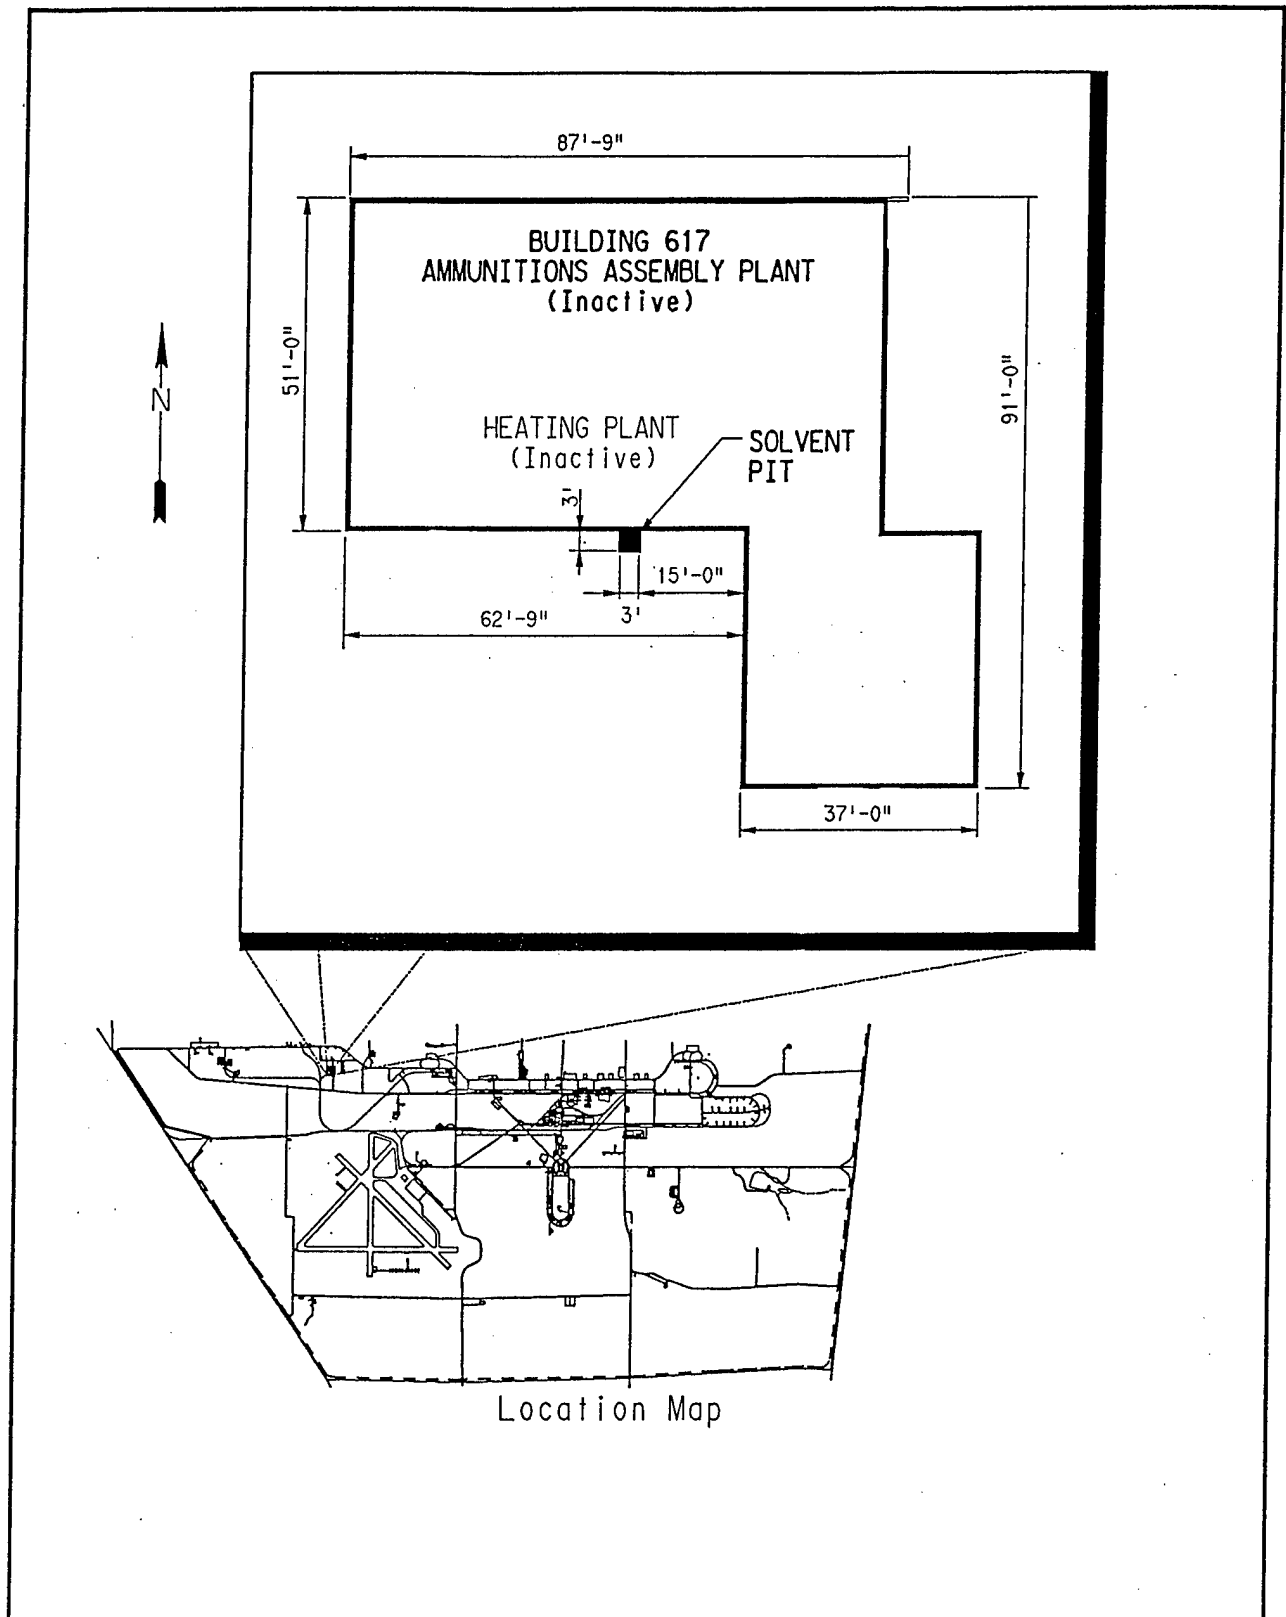 87'-9"
BUILDING 617
AMMUNITIONS ASSEMBLY PLANT
(Inactive)
51'-0"
91'-0"
N
HEATING PLANT
(Inactive)
SOLVENT
PIT
3'
15'-0"
62'-9"
3'
37'-0"
Location Map